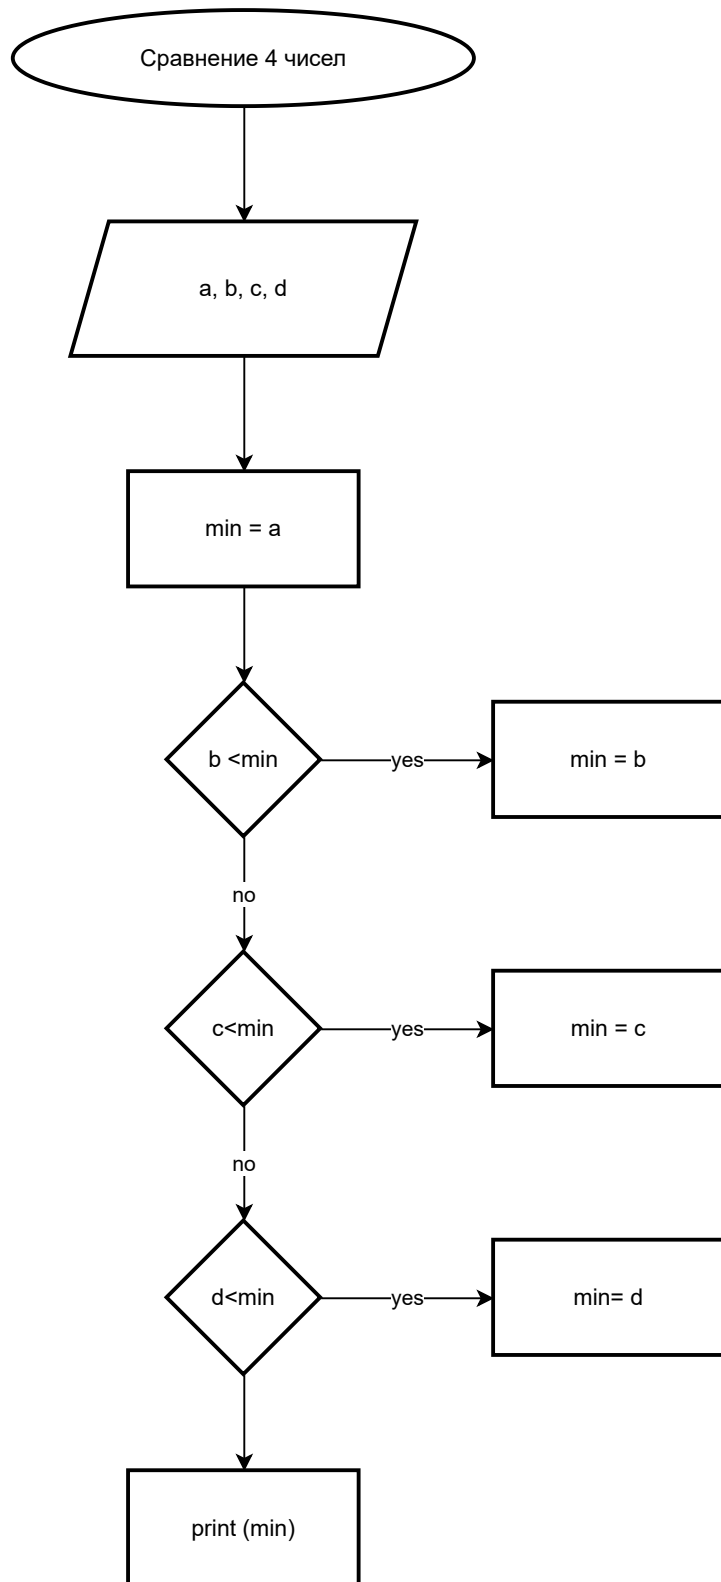 Сравнение 4 чисел
a, b, c, d
min = a
b <min
yes
min = b
no
c<min
yes
min = c
no
d<min
yes
min= d
print (min)